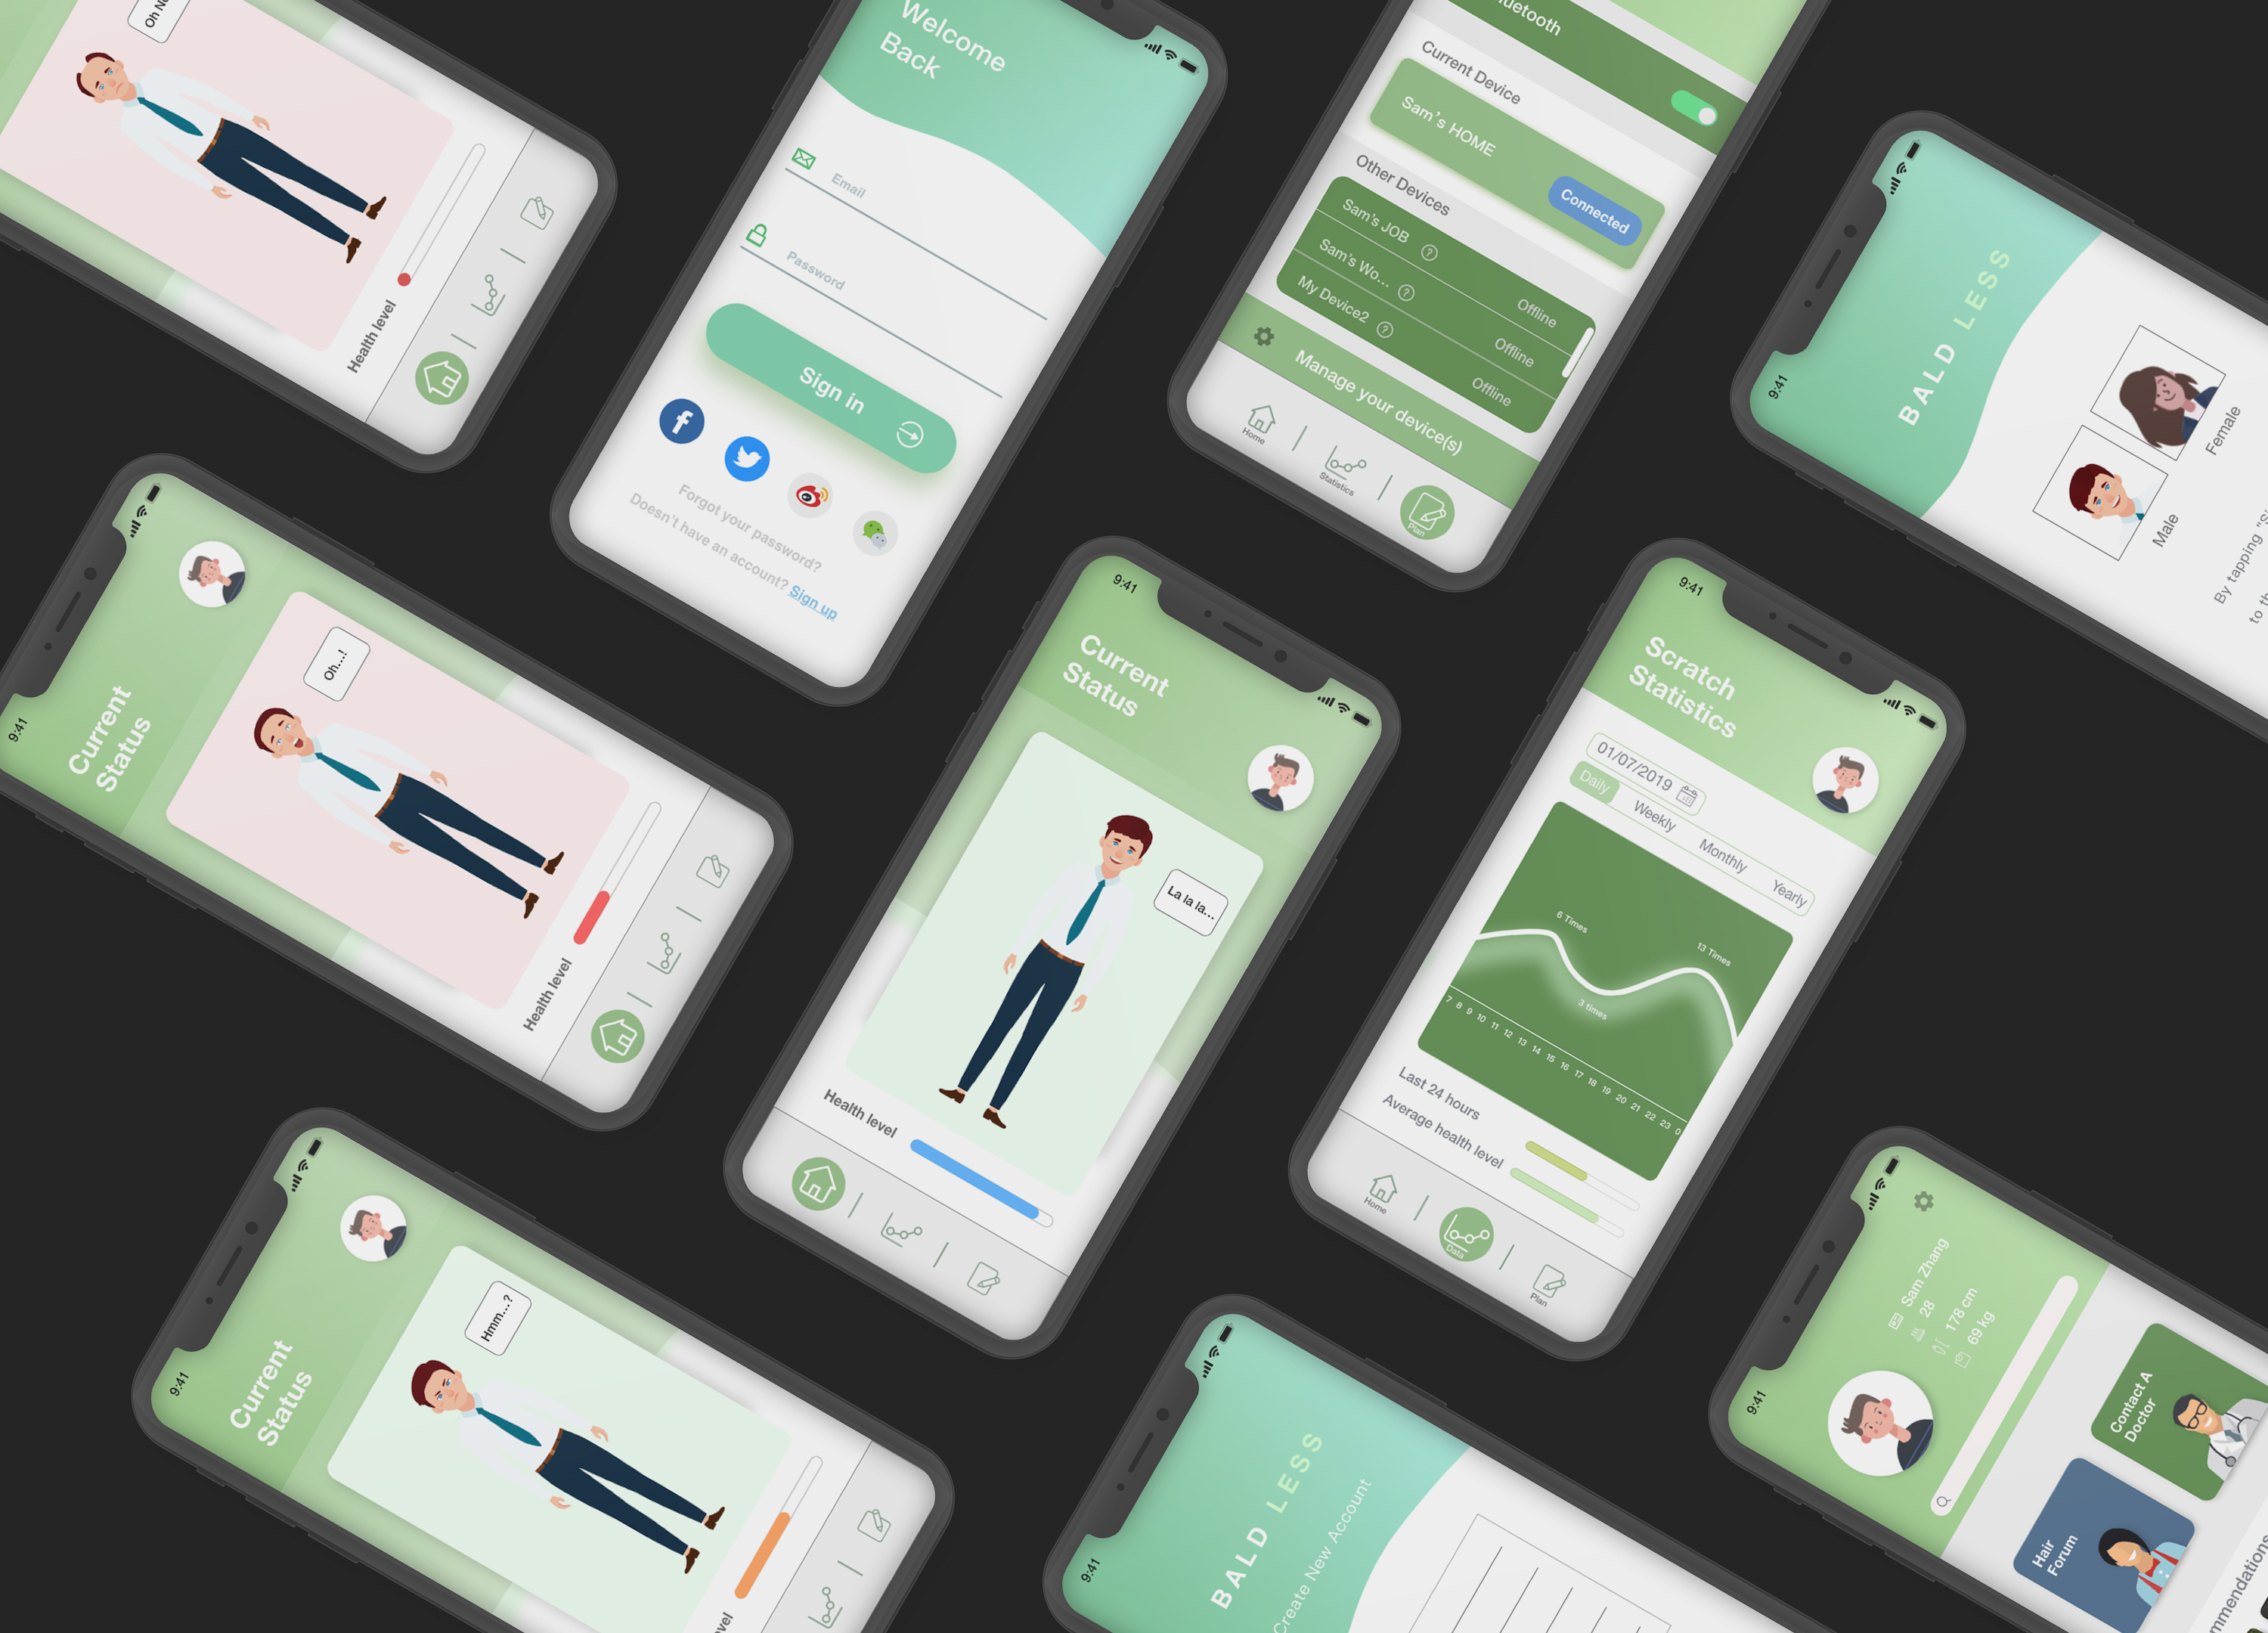 Oh N
Health level
Welcome
Back
Email
Password
Sign in
Forgot your password?
Doesn't have an account? Sign up
uetooth
Current Device
Sam's HOME
Connected
Other Devices
Sam's JOB ? Offline
Sam's Wo... ? Offline
My Device2 ? Offline
Manage your device(s)
Home
Statistics
Plan
9:41
BALD LESS
Female
Male
By tapping "Si
to th
9:41
Current
Status
Oh...!
Health level
9:41
Current
Status
La la la...
Health level
9:41
Scratch
Statistics
01/07/2019
Daily Weekly Monthly Yearly
6 Times
13 Times
3 times
7 8 9 10 11 12 13 14 15 16 17 18 19 20 21 22 23 0
Last 24 hours
Average health level
Home
Data
Plan
9:41
Current
Status
Hmm...?
vel
9:41
BALD LESS
Create New Account
9:41
Sam Zhang
28
178 cm
69 kg
Contact A
Doctor
Hair
Forum
mmendations